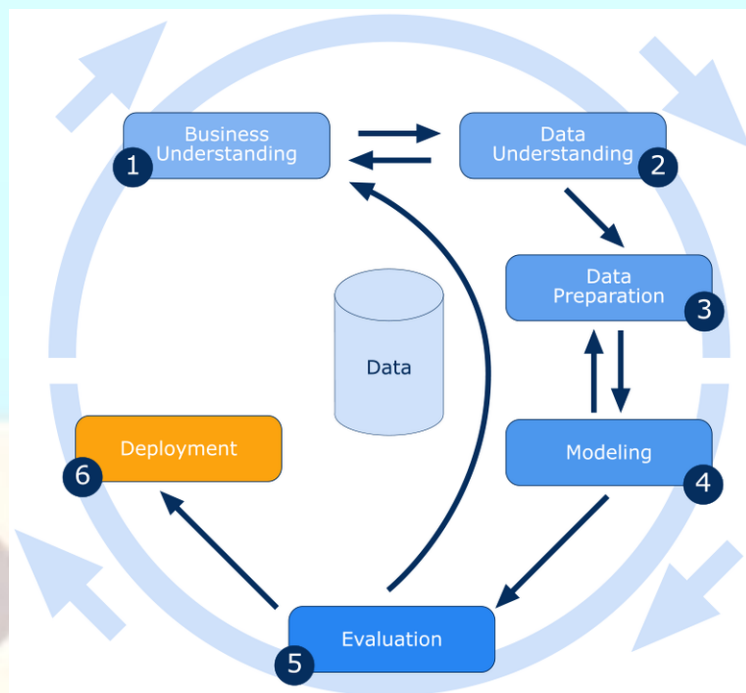 Business
Understanding
1
Data
Understanding
2
Data
Preparation
3
Data
Deployment
6
Modeling
4
Evaluation
5